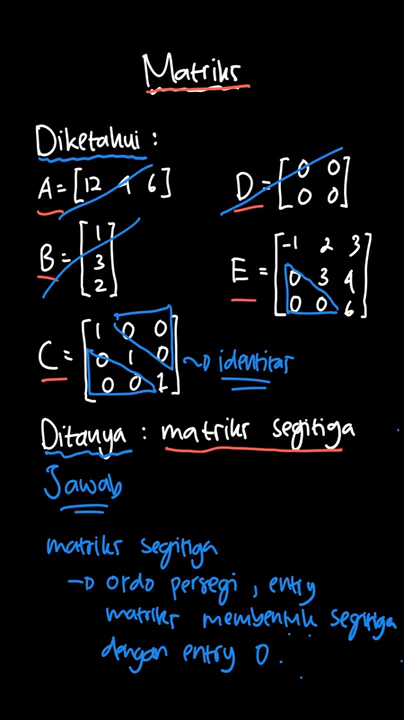 Matriks
Diketahui :
A = [12 4 6]
B = [1
3
2]
C = [1 0 0
0 1 0
0 0 1]
→ identitas
D = [0 0
0 0]
E = [-1 2 3
0 3 4
0 0 6]
Ditanya : matriks segitiga
Jawab
matriks segitiga
→ ordo persegi, entry
matriks membentuk segitiga
dengan entry 0.